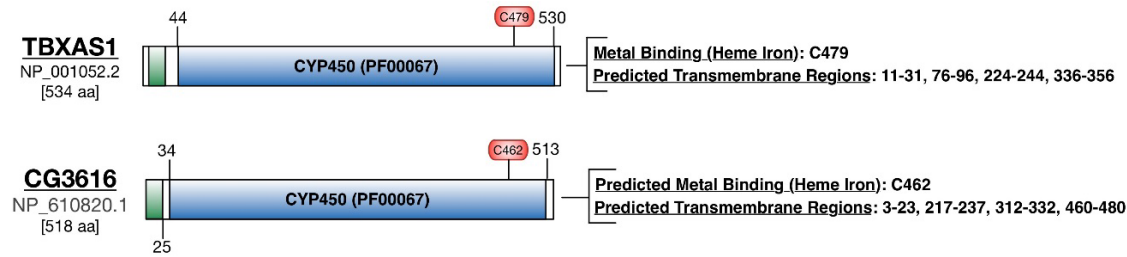 44
C479
530
TBXAS1
NP_001052.2
[534 aa]
CYP450 (PF00067)
Metal Binding (Heme Iron): C479
Predicted Transmembrane Regions: 11-31, 76-96, 224-244, 336-356
34
C462
513
CG3616
NP_610820.1
[518 aa]
CYP450 (PF00067)
25
Predicted Metal Binding (Heme Iron): C462
Predicted Transmembrane Regions: 3-23, 217-237, 312-332, 460-480